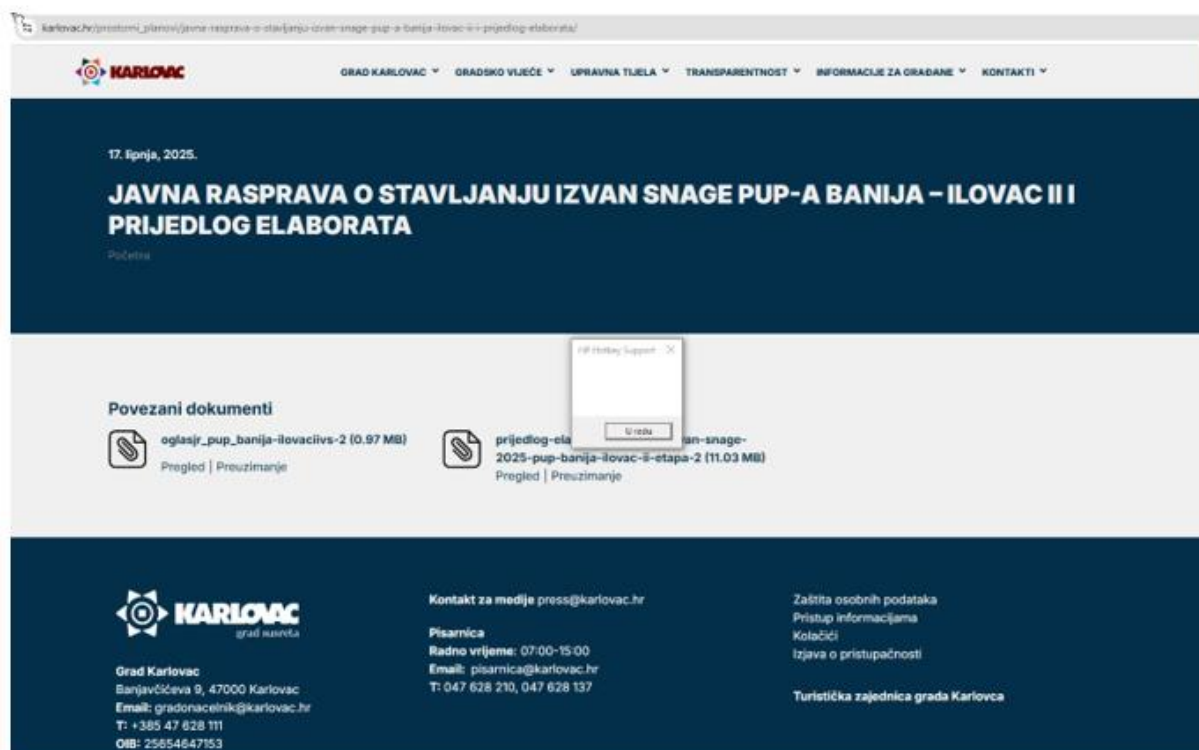 karlovac.hr/prostorni_planovi/javna-rasprava-o-stavljanju-izvan-snage-pup-a-banija-ilovac-ii-i-prijedlog-elaborata/
KARLOVAC
GRAD KARLOVAC GRADSKO VIJEĆE UPRAVNA TIJELA TRANSPARENTNOST INFORMACIJE ZA GRAĐANE KONTAKTI
17. lipnja, 2025.
JAVNA RASPRAVA O STAVLJANJU IZVAN SNAGE PUP-A BANIJA – ILOVAC II I
PRIJEDLOG ELABORATA
Početna
HP Hotkey Support
U redu
Povezani dokumenti
oglasjr_pup_banija-ilovaciivs-2 (0.97 MB)
Pregled | Preuzimanje
prijedlog-ela an-snage-
2025-pup-banija-ilovac-ii-etapa-2 (11.03 MB)
Pregled | Preuzimanje
KARLOVAC
grad susreta
Grad Karlovac
Banjavčićeva 9, 47000 Karlovac
Email: gradonacelnik@karlovac.hr
T: +385 47 628 111
OIB: 25654647153
Kontakt za medije press@karlovac.hr
Pisarnica
Radno vrijeme: 07:00-15:00
Email: pisarnica@karlovac.hr
T: 047 628 210, 047 628 137
Zaštita osobnih podataka
Pristup informacijama
Kolačići
Izjava o pristupačnosti
Turistička zajednica grada Karlovca